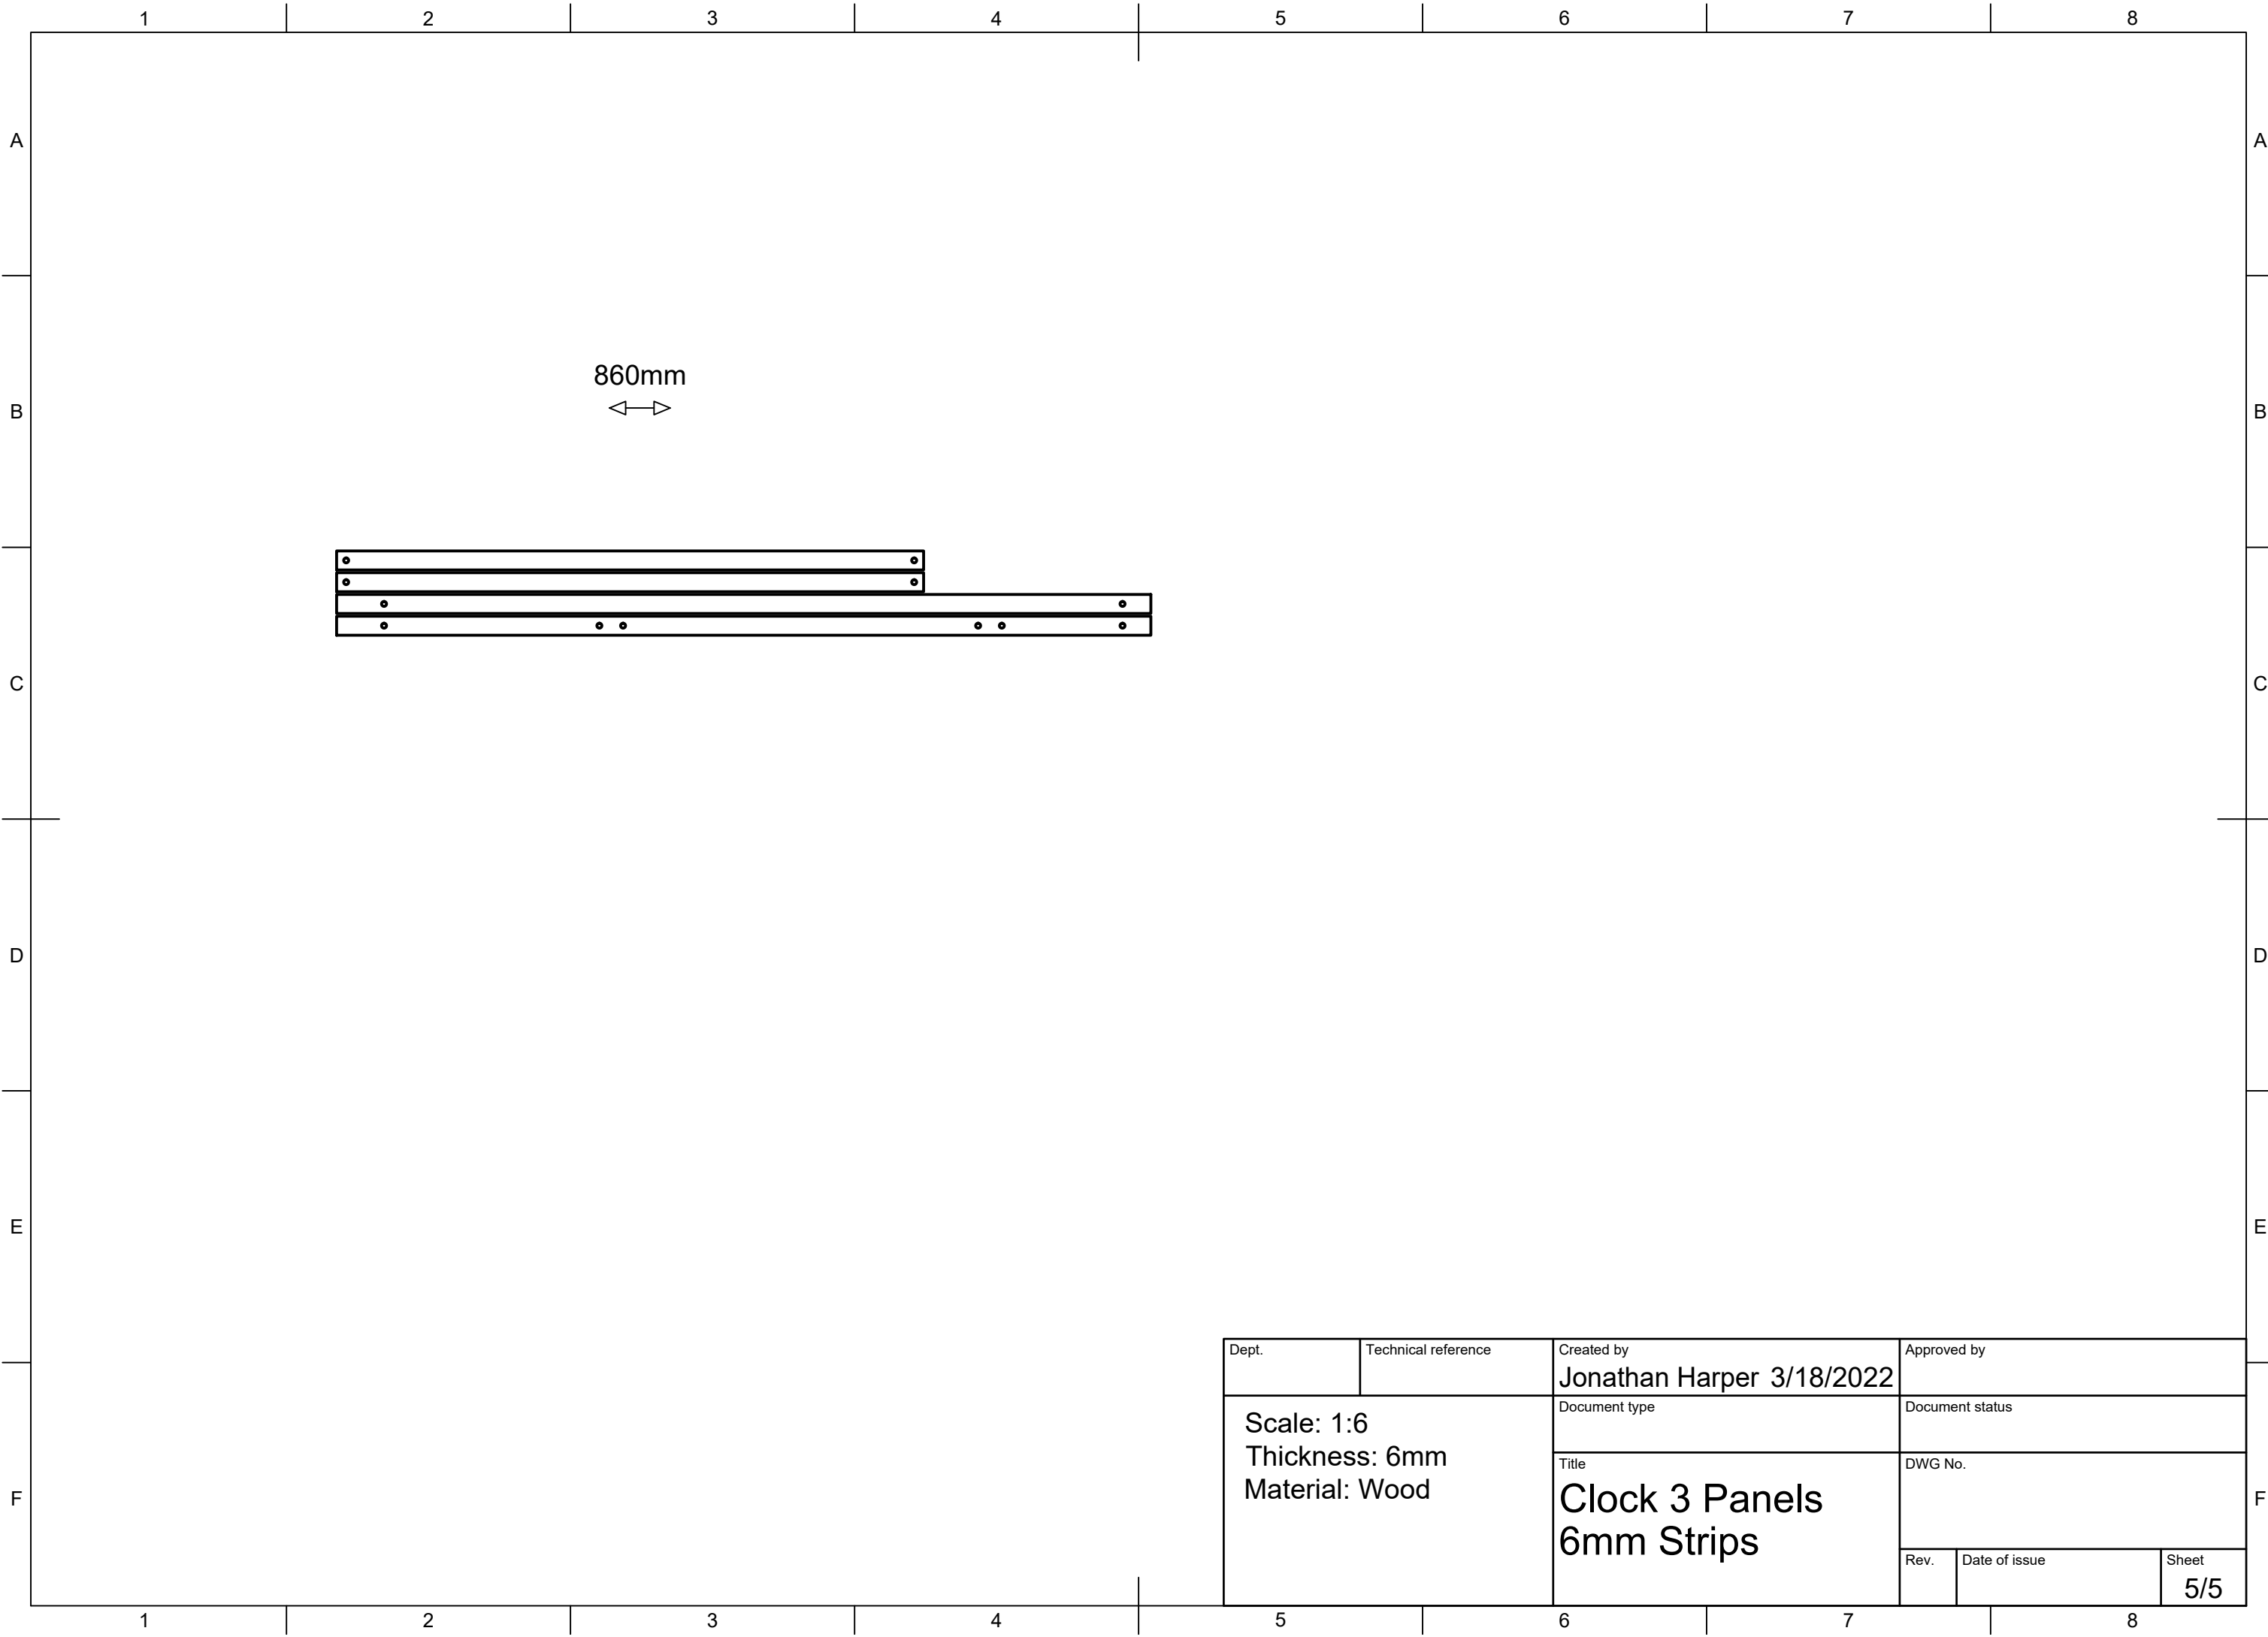 1 2 3 4 5 6 7 8
A A
860mm
B B
C C
D D
E E
Dept. Technical reference Created by Approved by
Jonathan Harper 3/18/2022
Document type Document status
Scale: 1:6
Thickness: 6mm
Material: Wood
Title DWG No.
Clock 3 Panels
6mm Strips
F F
Rev. Date of issue Sheet
5/5
1 2 3 4 5 6 7 8